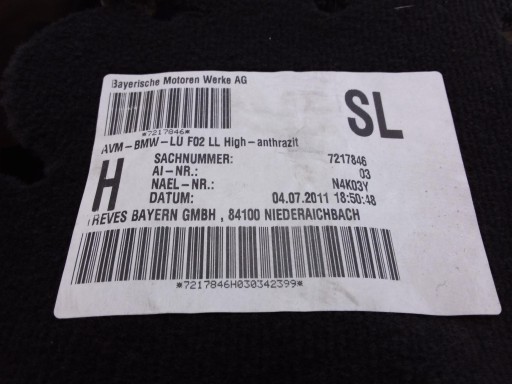 Bayerische Motoren Werke AG
SL
*7217846*
AVM-BMW-LU F02 LL High-anthrazit
H
SACHNUMMER: 7217846
AI-NR.: 03
NAEL-NR.: N4K03Y
DATUM: 04.07.2011 18:50:48
TREVES BAYERN GMBH , 84100 NIEDERAICHBACH
*7217846H030342399*